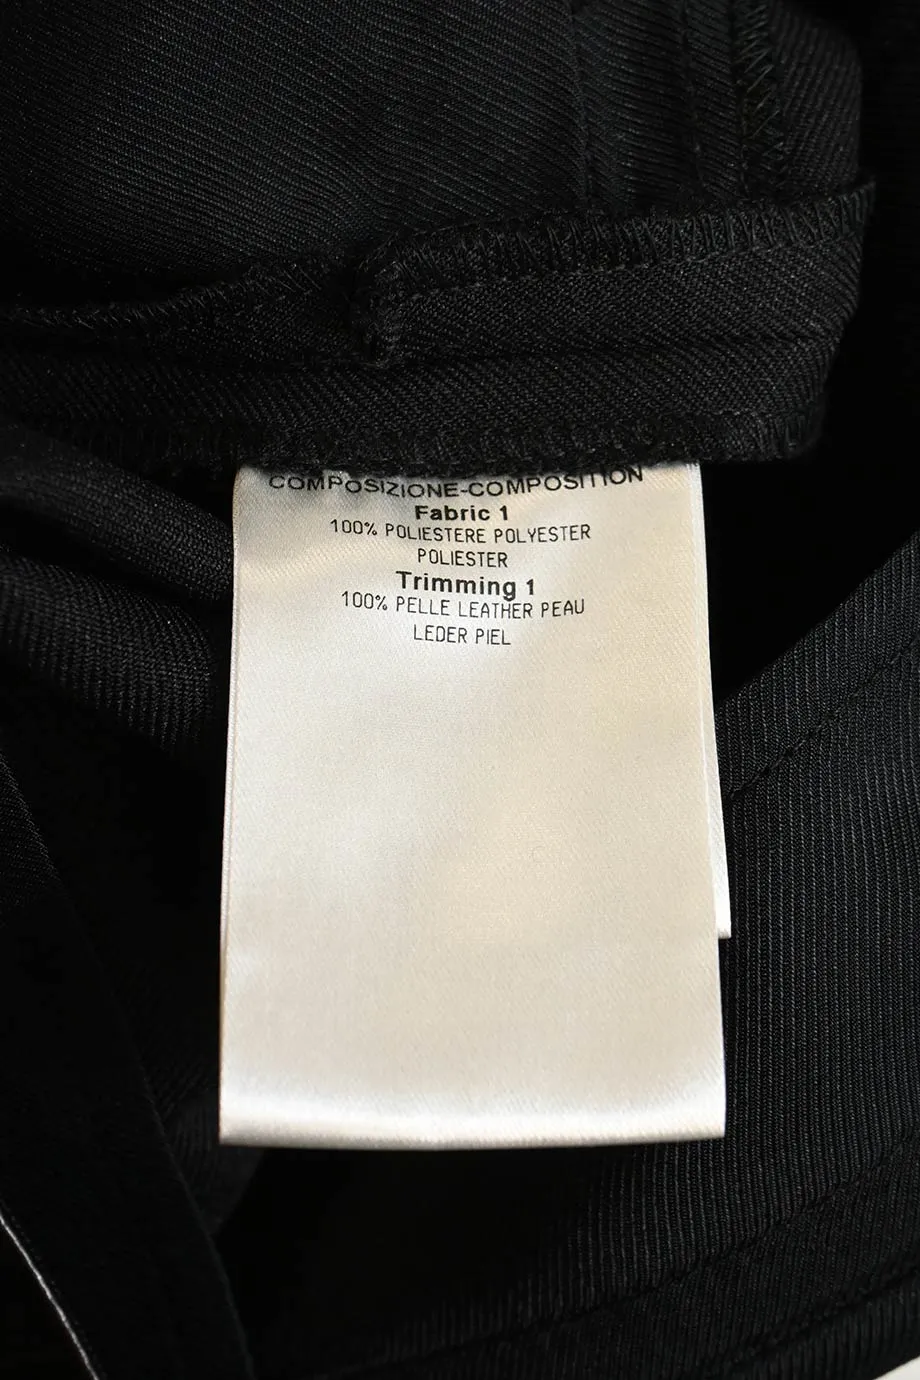 COMPOSIZIONE-COMPOSITION
Fabric 1
100% POLIESTERE POLYESTER
POLIESTER
Trimming 1
100% PELLE LEATHER PEAU
LEDER PIEL